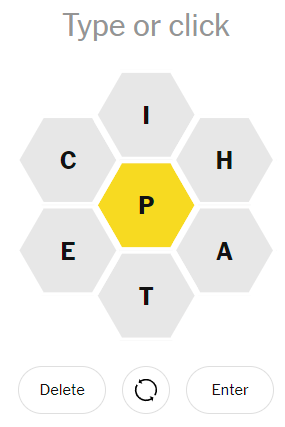 Type or click
I
C H
P
E A
T
Delete Enter